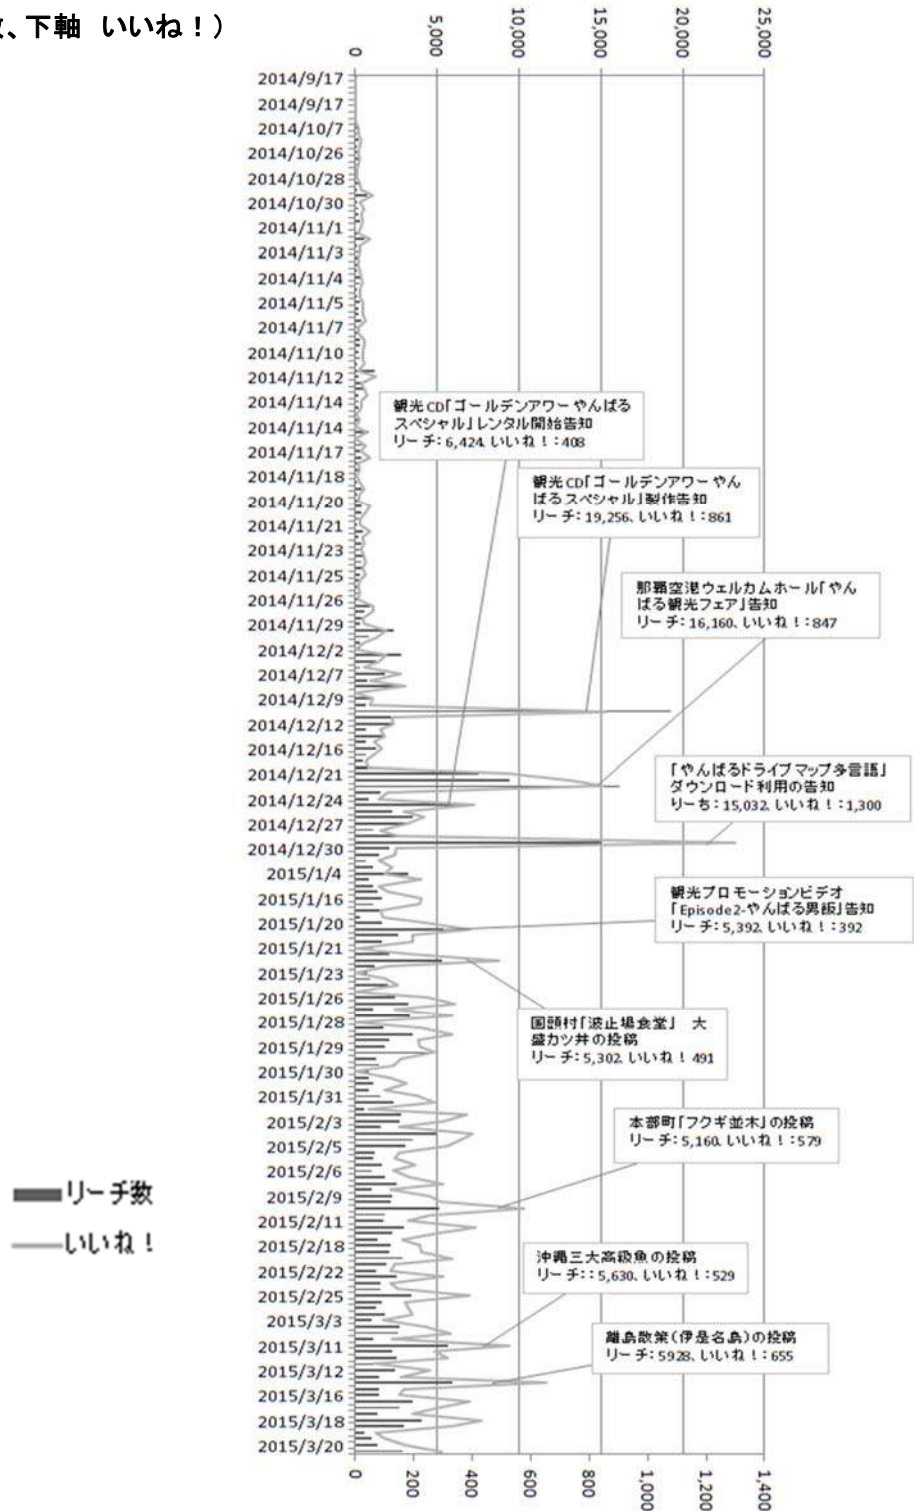 、下軸 いいね！）
0
5,000
10,000
15,000
20,000
25,000
2014/9/17
2014/9/17
2014/10/7
2014/10/26
2014/10/28
2014/10/30
2014/11/1
2014/11/3
2014/11/4
2014/11/5
2014/11/7
2014/11/10
2014/11/12
2014/11/14
2014/11/14
2014/11/17
2014/11/18
2014/11/20
2014/11/21
2014/11/23
2014/11/25
2014/11/26
2014/11/29
2014/12/2
2014/12/7
2014/12/9
2014/12/12
2014/12/16
2014/12/21
2014/12/24
2014/12/27
2014/12/30
2015/1/4
2015/1/16
2015/1/20
2015/1/21
2015/1/23
2015/1/26
2015/1/28
2015/1/29
2015/1/30
2015/1/31
2015/2/3
2015/2/5
2015/2/6
2015/2/9
2015/2/11
2015/2/18
2015/2/22
2015/2/25
2015/3/3
2015/3/11
2015/3/12
2015/3/16
2015/3/18
2015/3/20
観光CD「ゴールデンアワーやんばる
スペシャル」レンタル開始告知
リーチ：6,424、いいね！：408
観光CD「ゴールデンアワーやん
ばるスペシャル」製作告知
リーチ：19,256、いいね！：861
那覇空港ウェルカムホール「やん
ばる観光フェア」告知
リーチ：16,160、いいね！：847
「やんばるドライブマップ多言語」
ダウンロード利用の告知
りーち：15,032、いいね！：1,300
観光プロモーションビデオ
「Episode2-やんばる男飯」告知
リーチ：5,392、いいね！：392
国頭村「波止場食堂」　大
盛カツ丼の投稿
リーチ：5,302、いいね！491
本部町「フクギ並木」の投稿
リーチ：5,160、いいね！：579
沖縄三大高級魚の投稿
リーチ：：5,630、いいね！：529
離島散策（伊是名島）の投稿
リーチ：5928、いいね！：655
リーチ数
いいね！
0
200
400
600
800
1,000
1,200
1,400